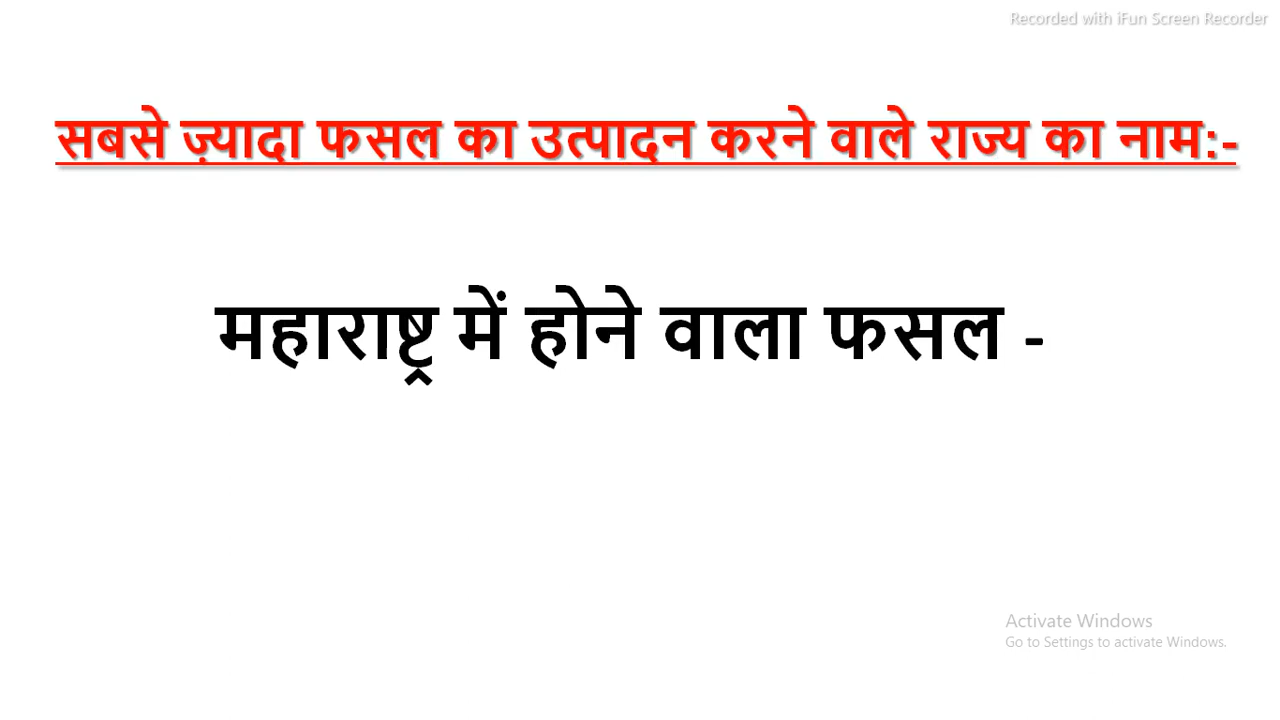 Recorded with iFun Screen Recorder
सबसे ज़्यादा फसल का उत्पादन करने वाले राज्य का नाम:-
महाराष्ट्र में होने वाला फसल -
Activate Windows
Go to Settings to activate Windows.